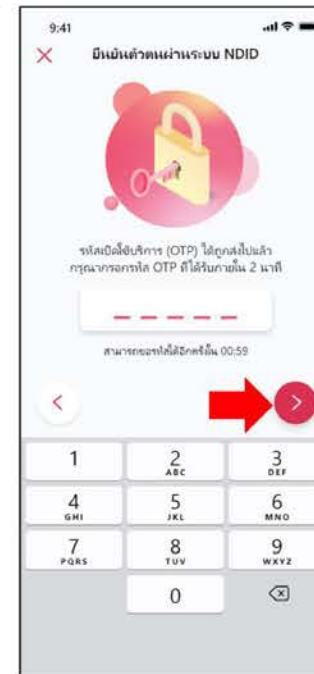 9:41
ยืนยันตัวตนผ่านระบบ NDID
รหัสเปิดใช้บริการ (OTP) ได้ถูกส่งไปแล้ว
กรุณากรอกรหัส OTP ที่ได้รับภายใน 2 นาที
สามารถขอรหัสได้อีกครั้งใน 00:59
1
2
ABC
3
DEF
4
GHI
5
JKL
6
MNO
7
PQRS
8
TUV
9
WXYZ
0